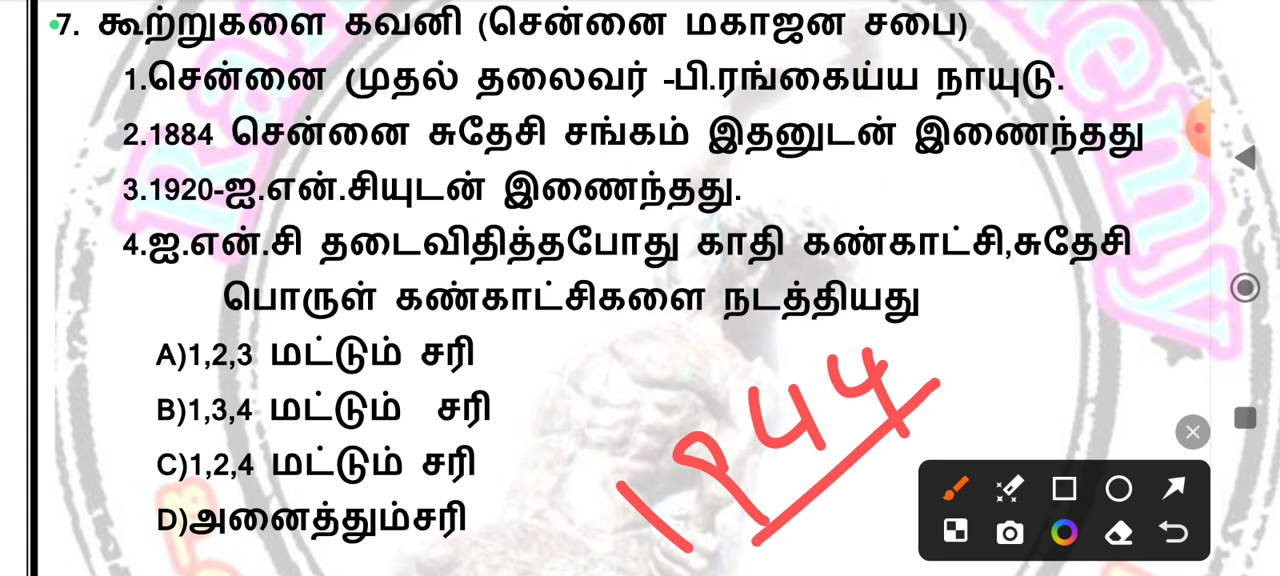 7. கூற்றுகளை கவனி (சென்னை மகாஜன சபை)
1.சென்னை முதல் தலைவர் -பி.ரங்கைய்ய நாயுடு.
2.1884 சென்னை சுதேசி சங்கம் இதனுடன் இணைந்தது
3.1920-ஐ.என்.சியுடன் இணைந்தது.
4.ஐ.என்.சி தடைவிதித்தபோது காதி கண்காட்சி,சுதேசி
பொருள் கண்காட்சிகளை நடத்தியது
A)1,2,3 மட்டும் சரி
B)1,3,4 மட்டும் சரி
C)1,2,4 மட்டும் சரி
D)அனைத்தும்சரி
1944